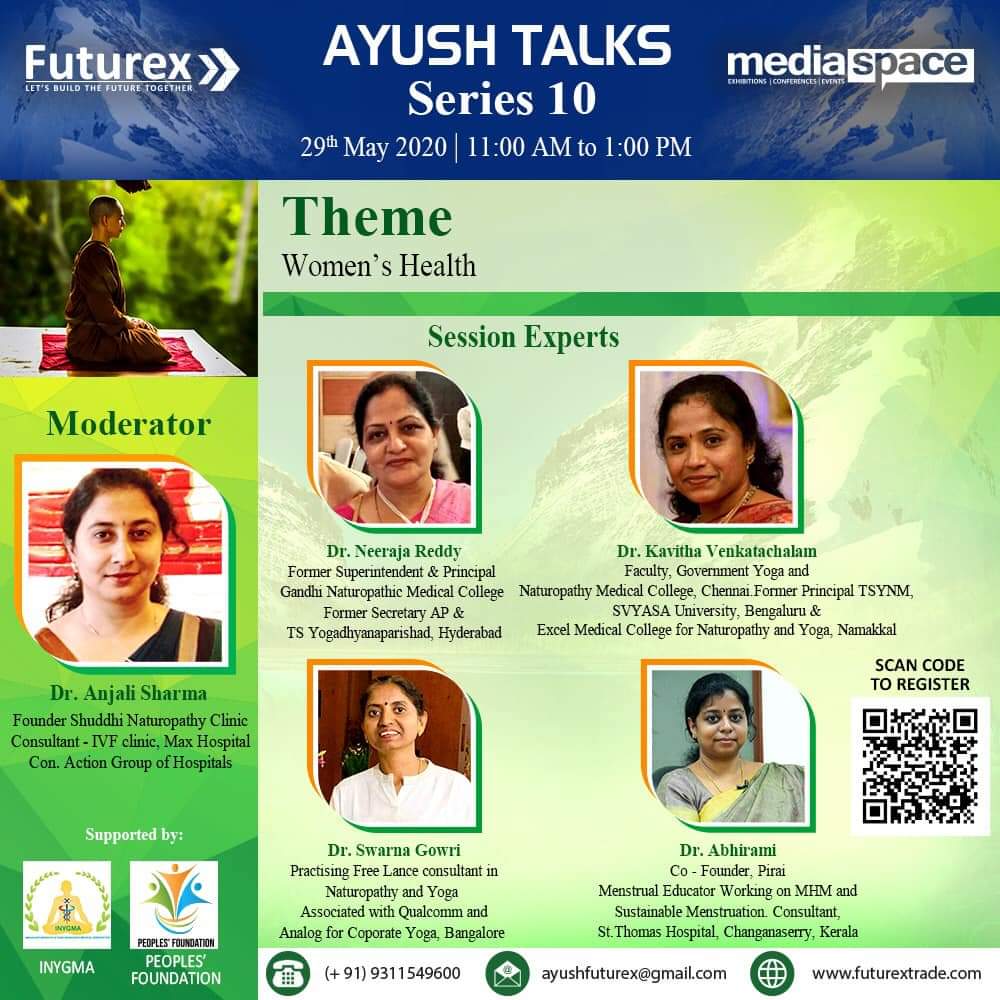 Futurex
LET'S BUILD THE FUTURE TOGETHER
AYUSH TALKS
Series 10
29th May 2020 | 11:00 AM to 1:00 PM
mediaspace
EXHIBITIONS | CONFERENCES | EVENTS
Theme
Women's Health
Session Experts
Moderator
Dr. Anjali Sharma
Founder Shuddhi Naturopathy Clinic
Consultant - IVF clinic, Max Hospital
Con. Action Group of Hospitals
Dr. Neeraja Reddy
Former Superintendent & Principal
Gandhi Naturopathic Medical College
Former Secretary AP &
TS Yogadhyanaparishad, Hyderabad
Dr. Kavitha Venkatachalam
Faculty, Government Yoga and
Naturopathy Medical College, Chennai.Former Principal TSYNM,
SVYASA University, Bengaluru &
Excel Medical College for Naturopathy and Yoga, Namakkal
Dr. Swarna Gowri
Practising Free Lance consultant in
Naturopathy and Yoga
Associated with Qualcomm and
Analog for Coporate Yoga, Bangalore
Dr. Abhirami
Co - Founder, Pirai
Menstrual Educator Working on MHM and
Sustainable Menstruation. Consultant,
St.Thomas Hospital, Changanaserry, Kerala
SCAN CODE
TO REGISTER
Supported by:
INYGMA
INYGMA
PEOPLES' FOUNDATION
PEOPLES'
FOUNDATION
(+ 91) 9311549600
ayushfuturex@gmail.com
www.futurextrade.com